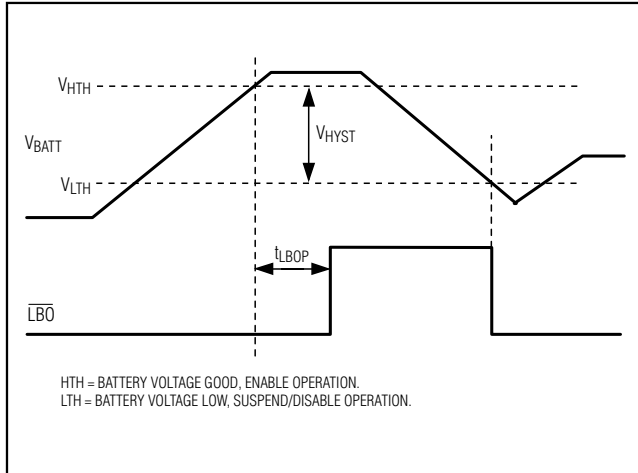 VHTH
VHYST
VBATT
VLTH
tLBOP
LBO
HTH = BATTERY VOLTAGE GOOD, ENABLE OPERATION.
LTH = BATTERY VOLTAGE LOW, SUSPEND/DISABLE OPERATION.